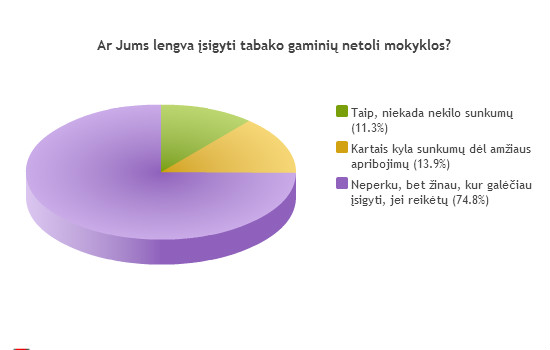 Ar Jums lengva įsigyti tabako gaminių netoli mokyklos?
Taip, niekada nekilo sunkumų
(11.3%)
Kartais kyla sunkumų dėl amžiaus
apribojimų (13.9%)
Neperku, bet žinau, kur galėčiau
įsigyti, jei reikėtų (74.8%)